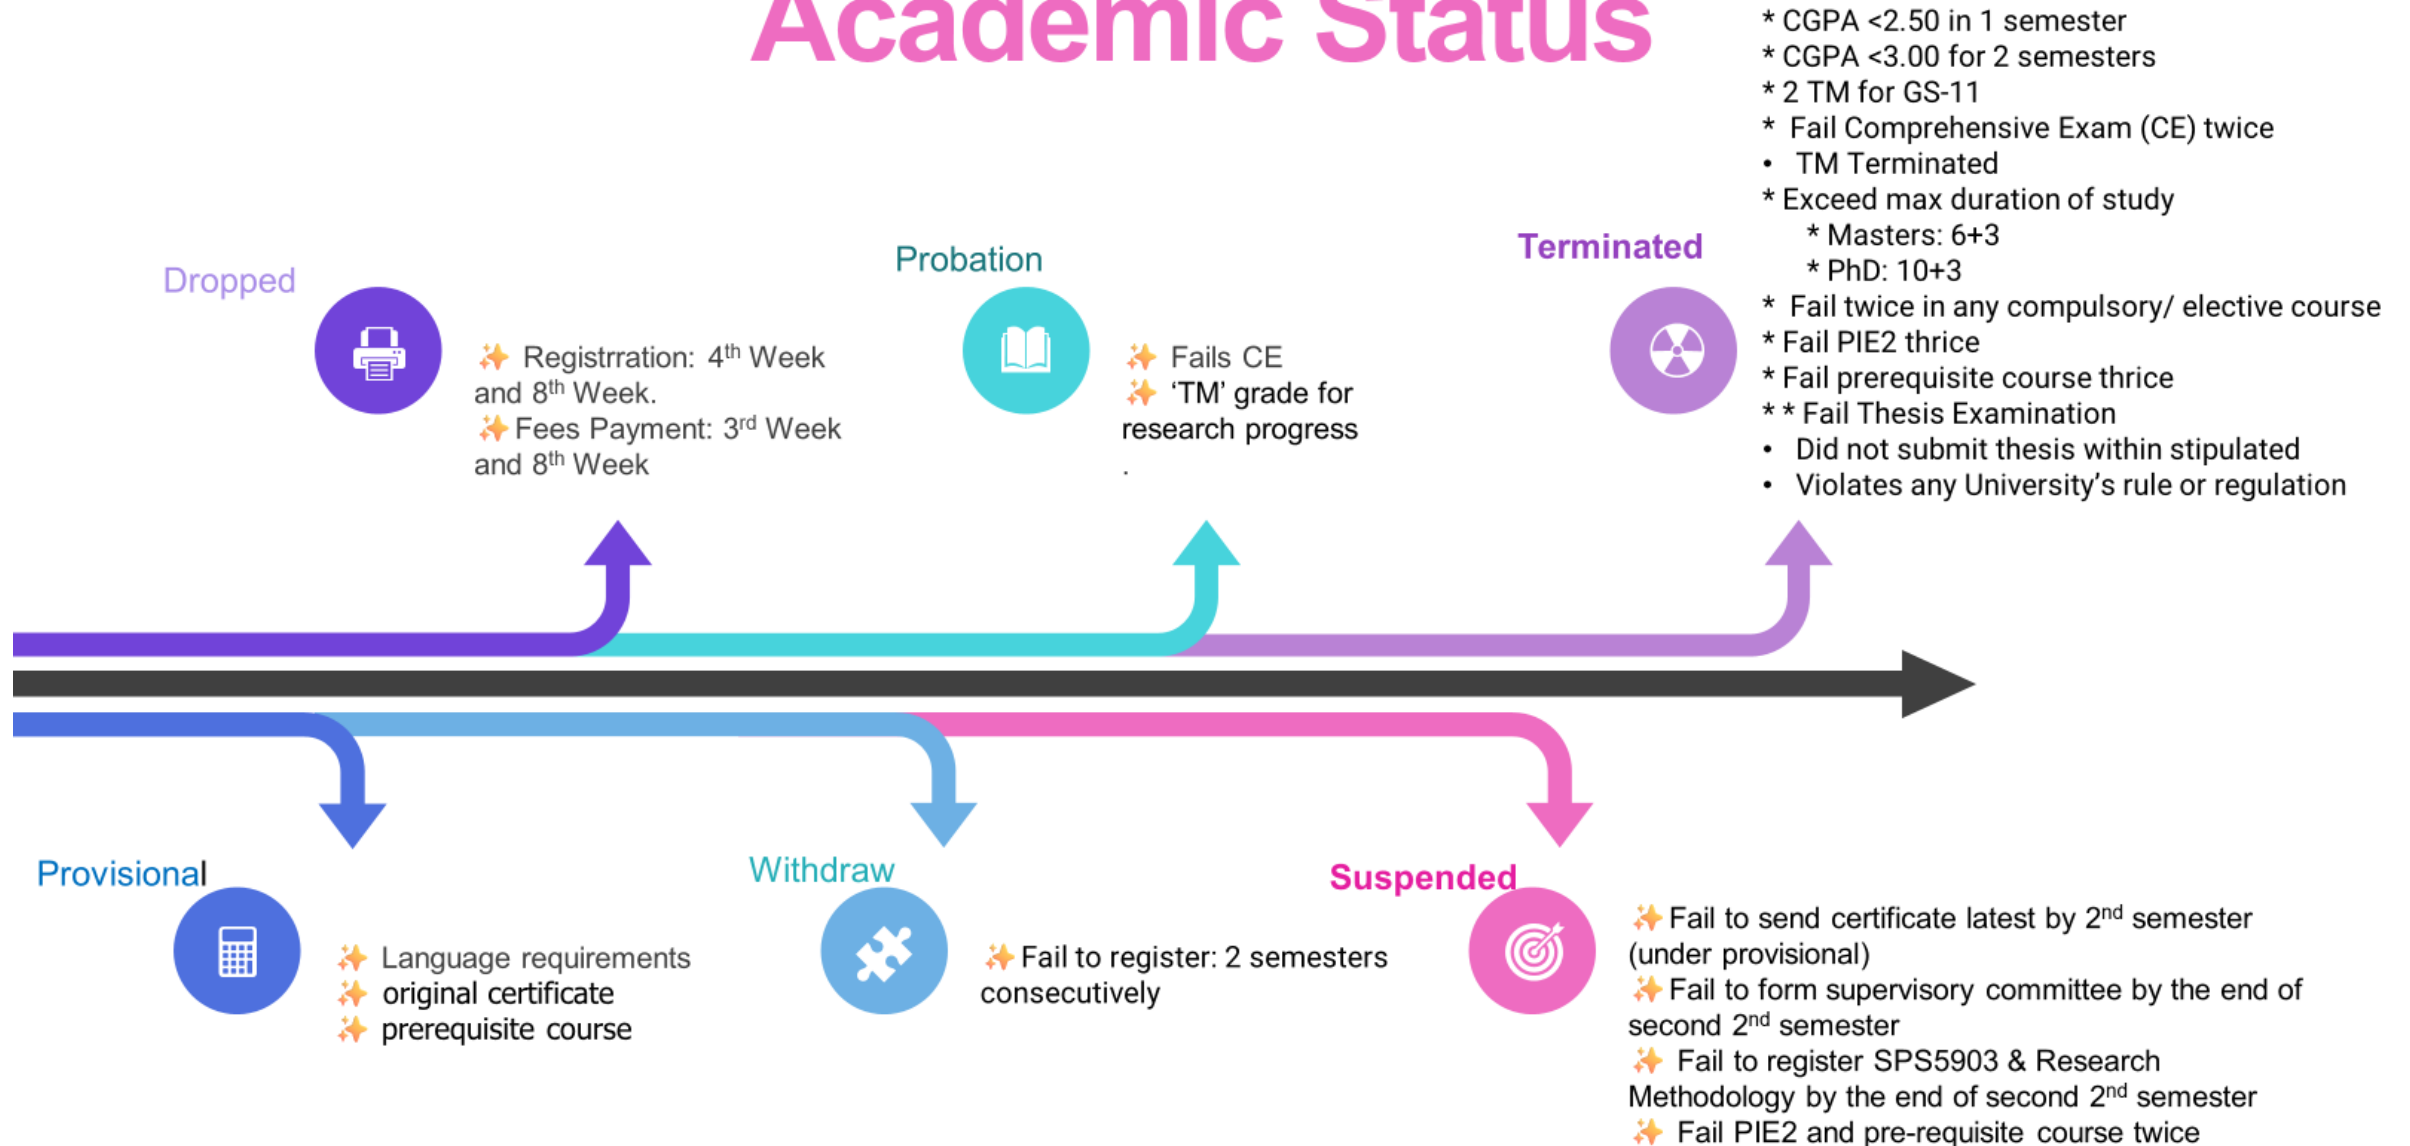 Academic Status
* CGPA <2.50 in 1 semester
* CGPA <3.00 for 2 semesters
* 2 TM for GS-11
* Fail Comprehensive Exam (CE) twice
• TM Terminated
* Exceed max duration of study
* Masters: 6+3
* PhD: 10+3
* Fail twice in any compulsory/ elective course
* Fail PIE2 thrice
* Fail prerequisite course thrice
* * Fail Thesis Examination
• Did not submit thesis within stipulated
• Violates any University's rule or regulation
Dropped
✨ Registrration: 4th Week
and 8th Week.
✨ Fees Payment: 3rd Week
and 8th Week
Probation
✨ Fails CE
✨ 'TM' grade for
research progress
.
Terminated
Provisional
✨ Language requirements
✨ original certificate
✨ prerequisite course
Withdraw
✨ Fail to register: 2 semesters
consecutively
Suspended
✨ Fail to send certificate latest by 2nd semester
(under provisional)
✨ Fail to form supervisory committee by the end of
second 2nd semester
✨ Fail to register SPS5903 & Research
Methodology by the end of second 2nd semester
✨ Fail PIE2 and pre-requisite course twice